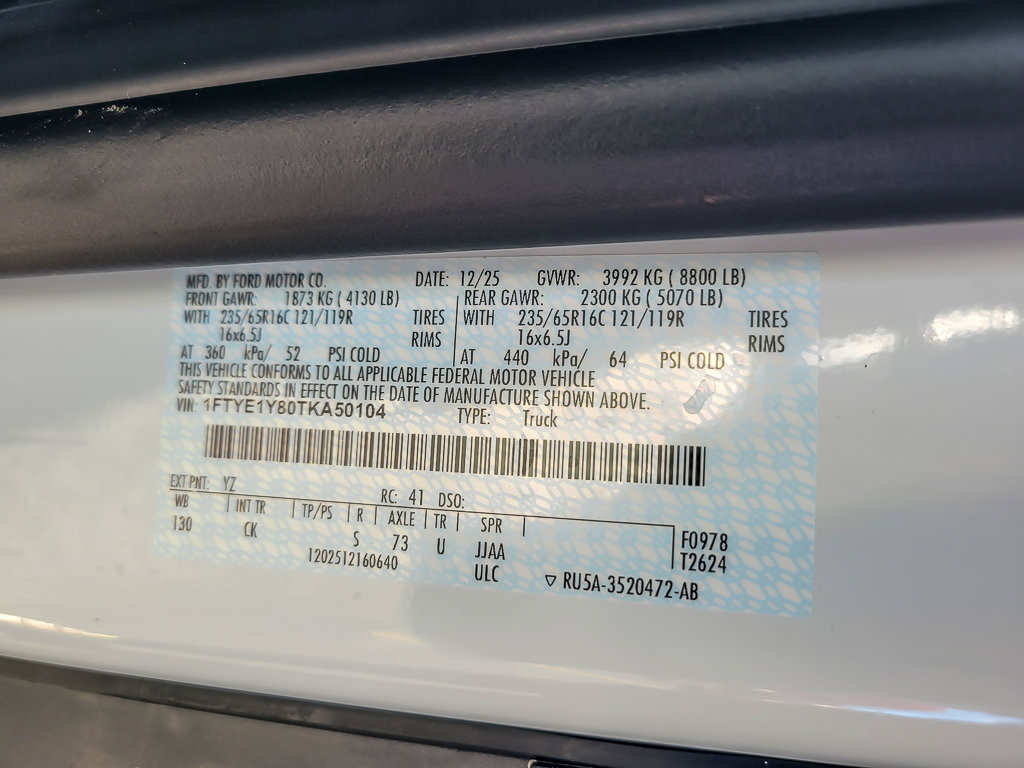 MFD. BY FORD MOTOR CO. DATE: 12/25 GVWR: 3992 KG ( 8800 LB)
FRONT GAWR: 1873 KG ( 4130 LB) REAR GAWR: 2300 KG ( 5070 LB)
WITH 235/65R16C 121/119R TIRES WITH 235/65R16C 121/119R TIRES
16x6.5J RIMS 16x6.5J RIMS
AT 360 kPa/ 52 PSI COLD AT 440 kPa/ 64 PSI COLD
THIS VEHICLE CONFORMS TO ALL APPLICABLE FEDERAL MOTOR VEHICLE
SAFETY STANDARDS IN EFFECT ON THE DATE OF MANUFACTURE SHOWN ABOVE.
VIN: 1FTYE1Y80TKA50104 TYPE: Truck
EXT PNT: YZ RC: 41 DSO:
WB INT TR TP/PS R AXLE TR SPR
130 CK S 73 U JJAA F0978
1202512160640 ULC T2624
▽ RU5A-3520472-AB